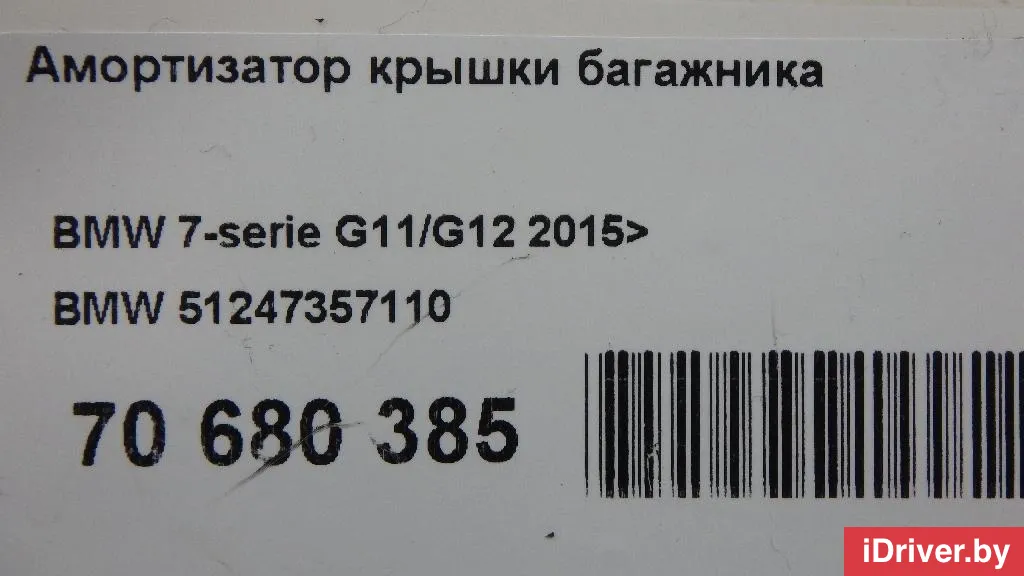 Амортизатор крышки багажника
BMW 7-serie G11/G12 2015>
BMW 51247357110
70 680 385
iDriver.by